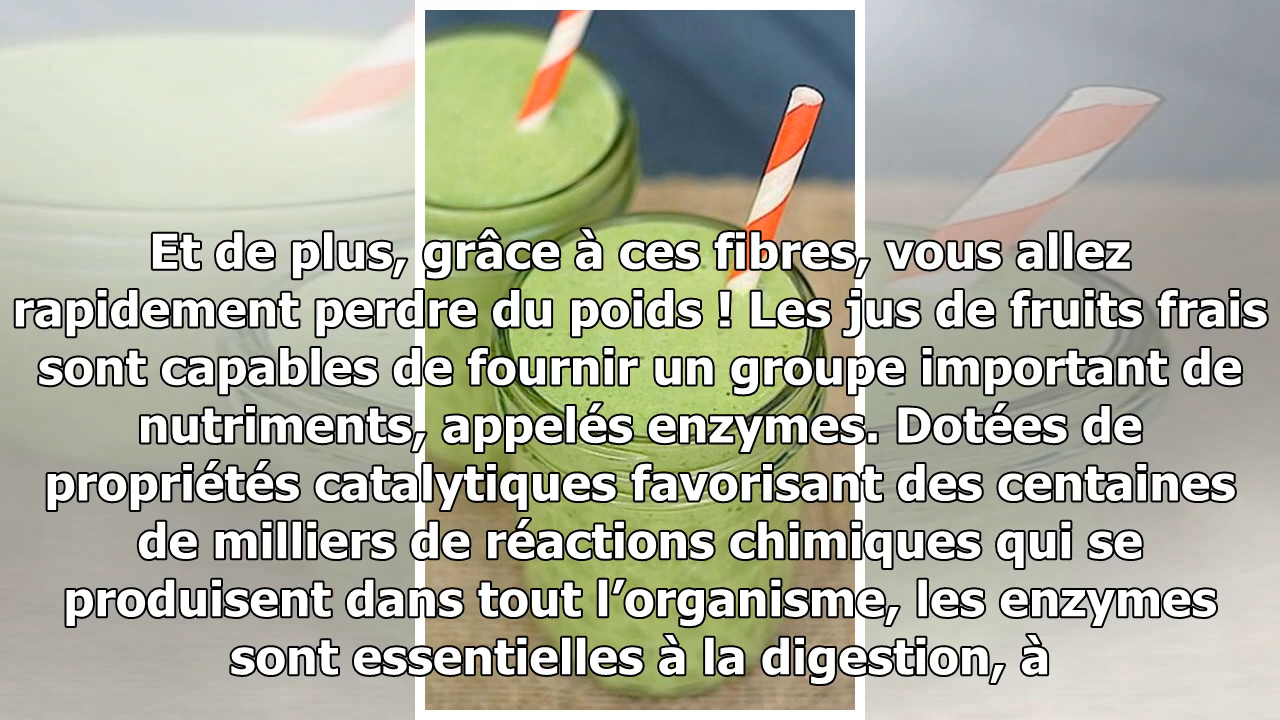 Et de plus, grâce à ces fibres, vous allez
rapidement perdre du poids ! Les jus de fruits frais
sont capables de fournir un groupe important de
nutriments, appelés enzymes. Dotées de
propriétés catalytiques favorisant des centaines
de milliers de réactions chimiques qui se
produisent dans tout l’organisme, les enzymes
sont essentielles à la digestion, à